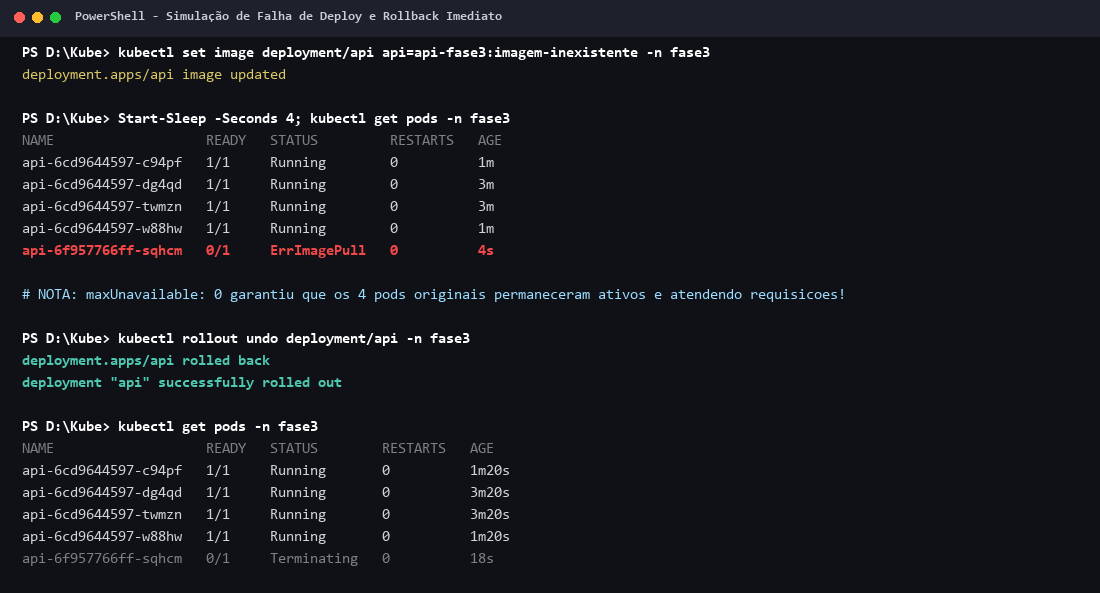 PowerShell - Simulação de Falha de Deploy e Rollback Imediato
PS D:\Kube> kubectl set image deployment/api api=api-fase3:imagem-inexistente -n fase3
deployment.apps/api image updated
PS D:\Kube> Start-Sleep -Seconds 4; kubectl get pods -n fase3
NAME READY STATUS RESTARTS AGE
api-6cd9644597-c94pf 1/1 Running 0 1m
api-6cd9644597-dg4qd 1/1 Running 0 3m
api-6cd9644597-twmzn 1/1 Running 0 3m
api-6cd9644597-w88hw 1/1 Running 0 1m
api-6f957766ff-sqhcm 0/1 ErrImagePull 0 4s
# NOTA: maxUnavailable: 0 garantiu que os 4 pods originais permaneceram ativos e atendendo requisicoes!
PS D:\Kube> kubectl rollout undo deployment/api -n fase3
deployment.apps/api rolled back
deployment "api" successfully rolled out
PS D:\Kube> kubectl get pods -n fase3
NAME READY STATUS RESTARTS AGE
api-6cd9644597-c94pf 1/1 Running 0 1m20s
api-6cd9644597-dg4qd 1/1 Running 0 3m20s
api-6cd9644597-twmzn 1/1 Running 0 3m20s
api-6cd9644597-w88hw 1/1 Running 0 1m20s
api-6f957766ff-sqhcm 0/1 Terminating 0 18s